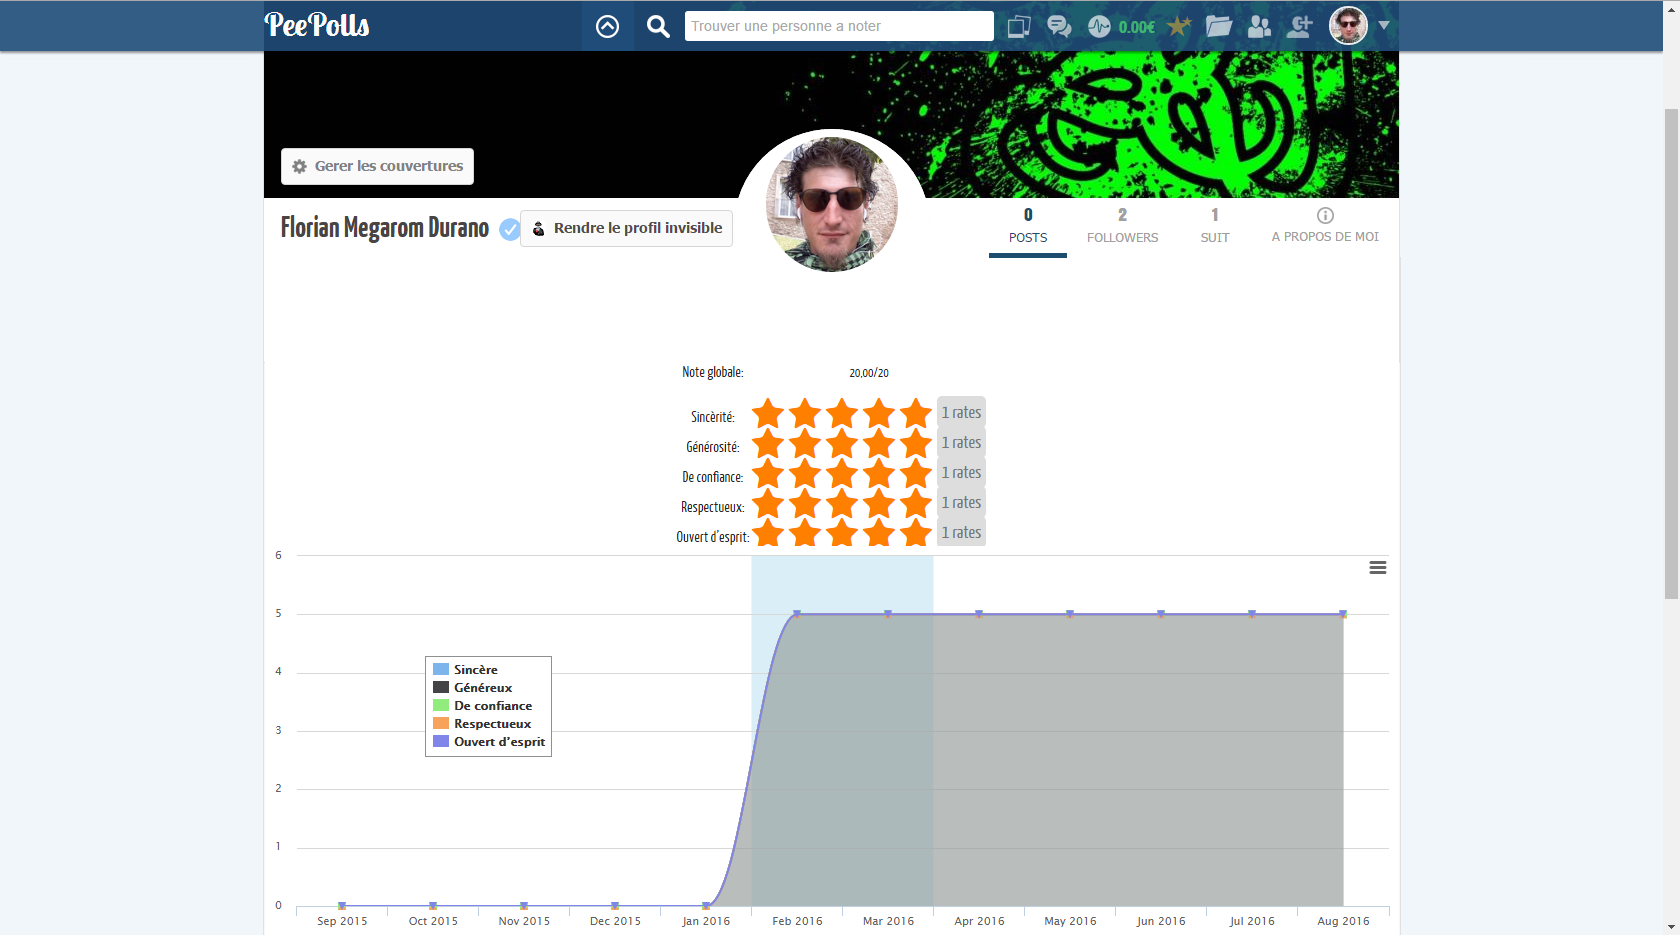 PeePolls
Trouver une personne a noter
0.00€
Gerer les couvertures
Florian Megarom Durano
Rendre le profil invisible
0
POSTS
2
FOLLOWERS
1
SUIT
A PROPOS DE MOI
Note globale: 20,00/20
Sincèrité: 1 rates
Générosité: 1 rates
De confiance: 1 rates
Respectueux: 1 rates
Ouvert d'esprit: 1 rates
6
5
4
3
2
1
0
Sincère
Généreux
De confiance
Respectueux
Ouvert d'esprit
Sep 2015 Oct 2015 Nov 2015 Dec 2015 Jan 2016 Feb 2016 Mar 2016 Apr 2016 May 2016 Jun 2016 Jul 2016 Aug 2016